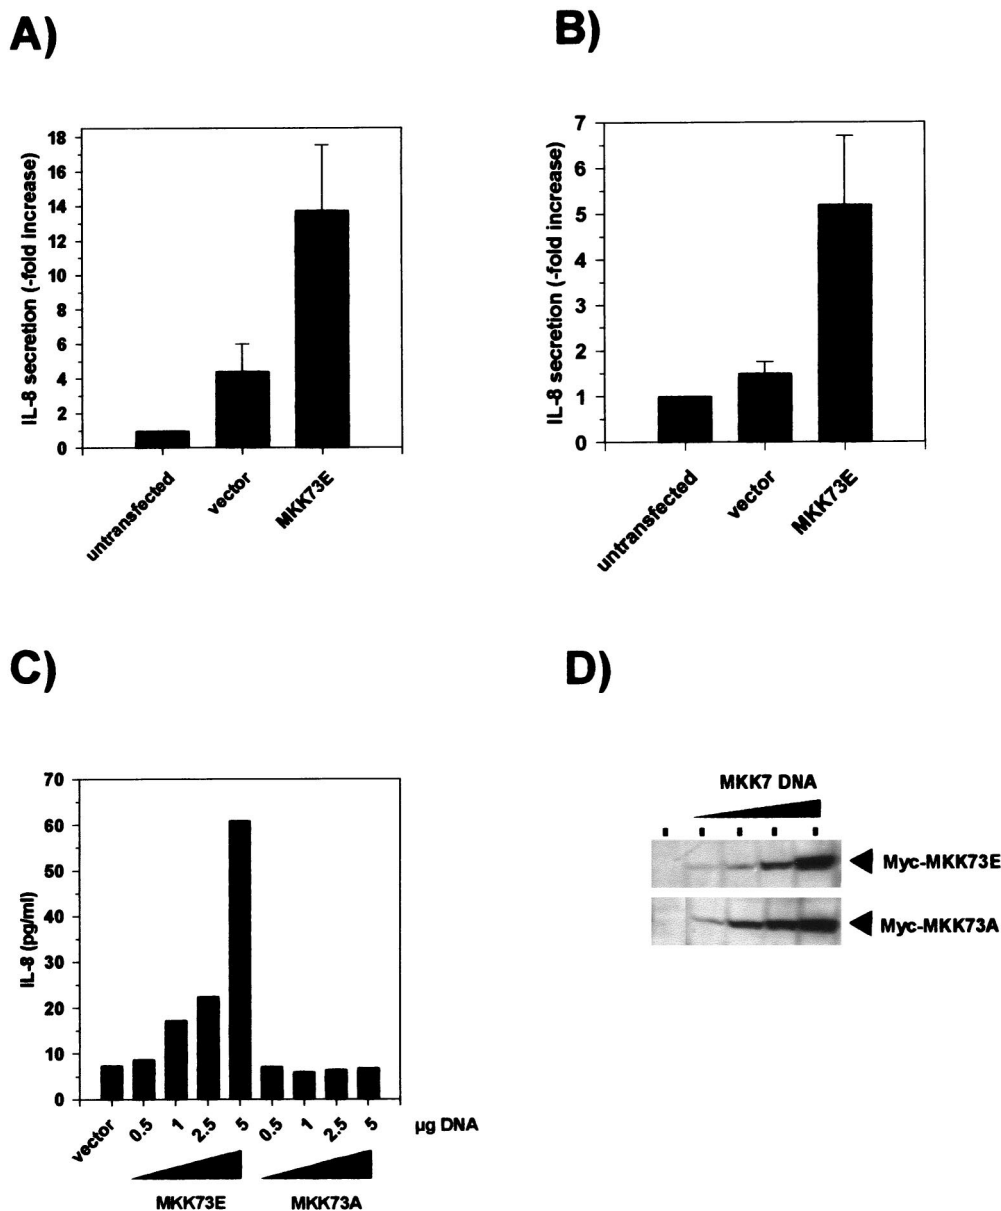 A)
IL-8 secretion (-fold increase)
18
16
14
12
10
8
6
4
2
0
untransfected
vector
MKK73E
B)
IL-8 secretion (-fold increase)
7
6
5
4
3
2
1
0
untransfected
vector
MKK73E
C)
IL-8 (pg/ml)
70
60
50
40
30
20
10
0
vector
0.5
1
2.5
5
0.5
1
2.5
5
µg DNA
MKK73E
MKK73A
D)
MKK7 DNA
Myc-MKK73E
Myc-MKK73A